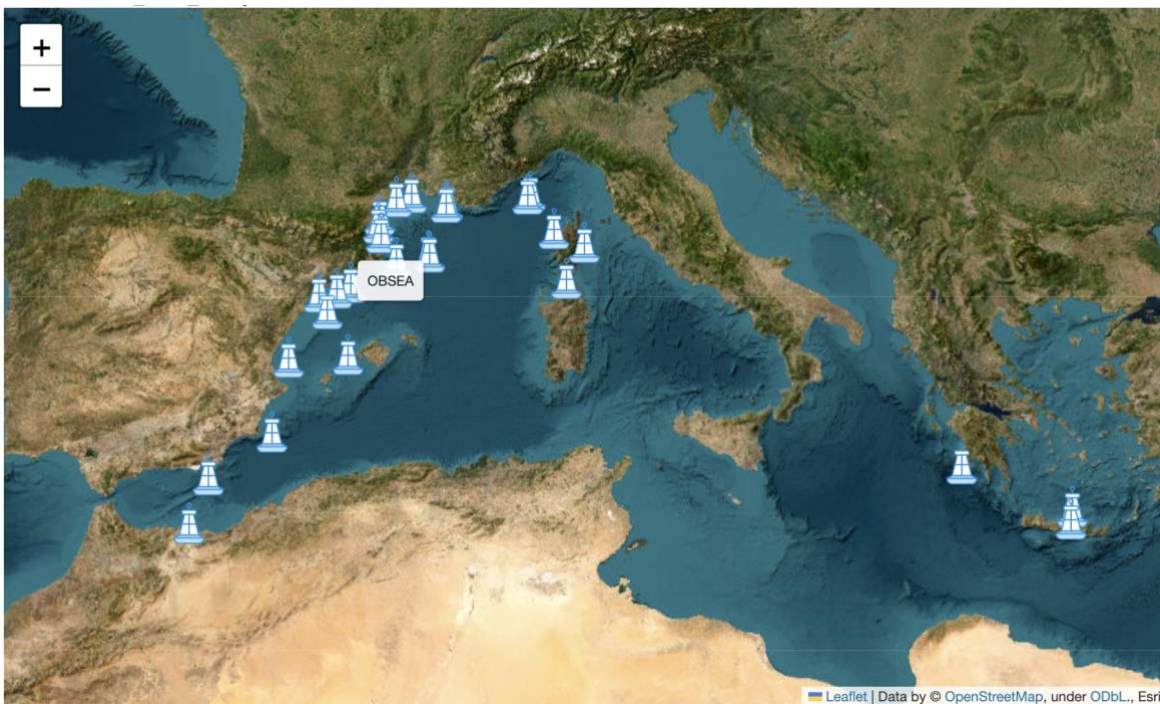 +
−
OBSEA
Leaflet | Data by © OpenStreetMap, under ODbL., Esri